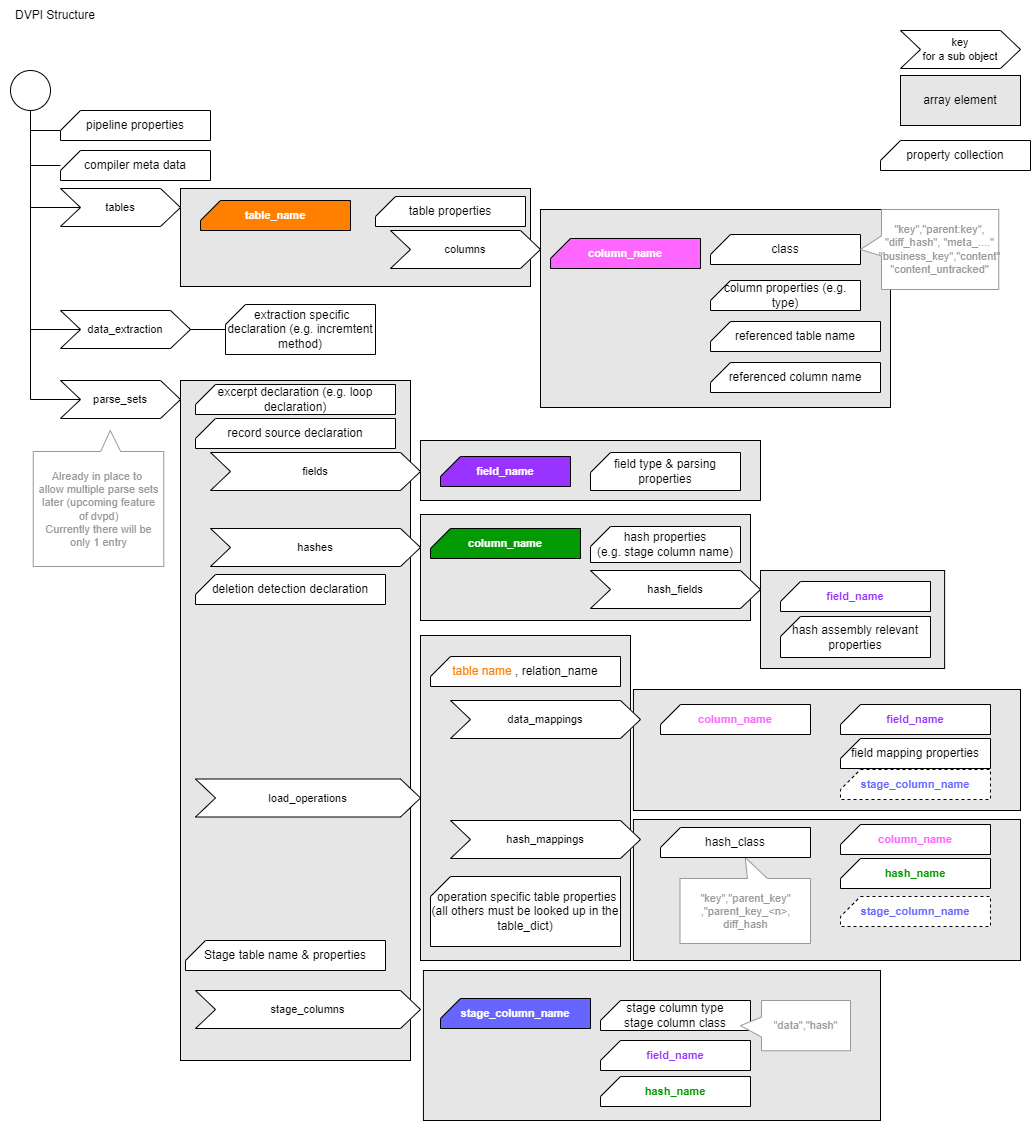 DVPI Structure
key
for a sub object
array element
property collection
pipeline properties
compiler meta data
tables
table_name
table properties
columns
column_name
class
"key","parent:key",
"diff_hash", "meta_...."
"business_key","content"
"content_untracked"
column properties (e.g.
type)
referenced table name
referenced column name
data_extraction
extraction specific
declaration (e.g. incremtent
method)
parse_sets
Already in place to
allow multiple parse sets
later (upcoming feature
of dvpd)
Currently there will be
only 1 entry
excerpt declaration (e.g. loop
declaration)
record source declaration
fields
field_name
field type & parsing
properties
hashes
column_name
hash properties
(e.g. stage column name)
hash_fields
field_name
hash assembly relevant
properties
deletion detection declaration
load_operations
table name , relation_name
data_mappings
column_name
field_name
field mapping properties
stage_column_name
hash_mappings
hash_class
"key","parent_key"
,"parent_key_<n>,
diff_hash
column_name
hash_name
stage_column_name
operation specific table properties
(all others must be looked up in the
table_dict)
Stage table name & properties
stage_columns
stage_column_name
stage column type
stage column class
"data","hash"
field_name
hash_name